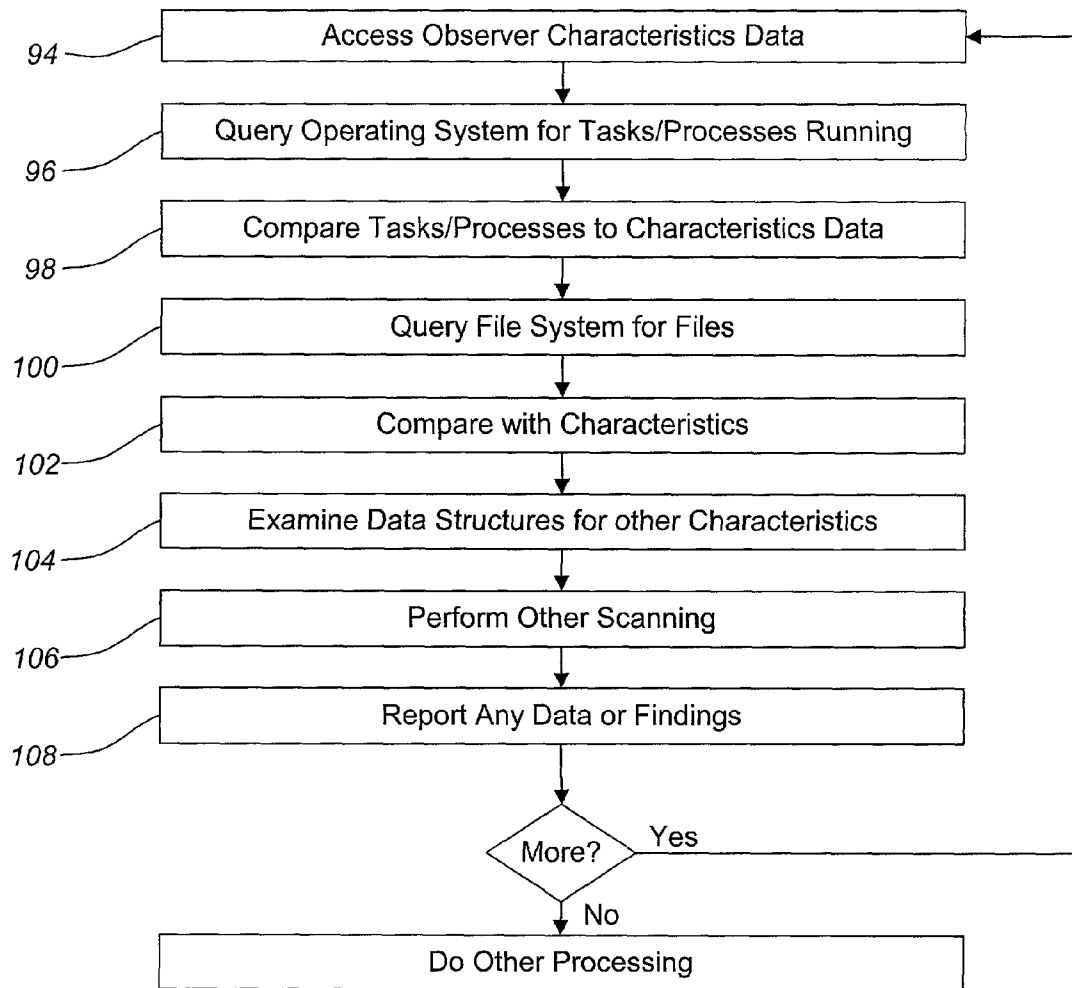 Access Observer Characteristics Data
94
Query Operating System for Tasks/Processes Running
96
Compare Tasks/Processes to Characteristics Data
98
Query File System for Files
100
Compare with Characteristics
102
Examine Data Structures for other Characteristics
104
Perform Other Scanning
106
Report Any Data or Findings
108
More?
Yes
No
Do Other Processing